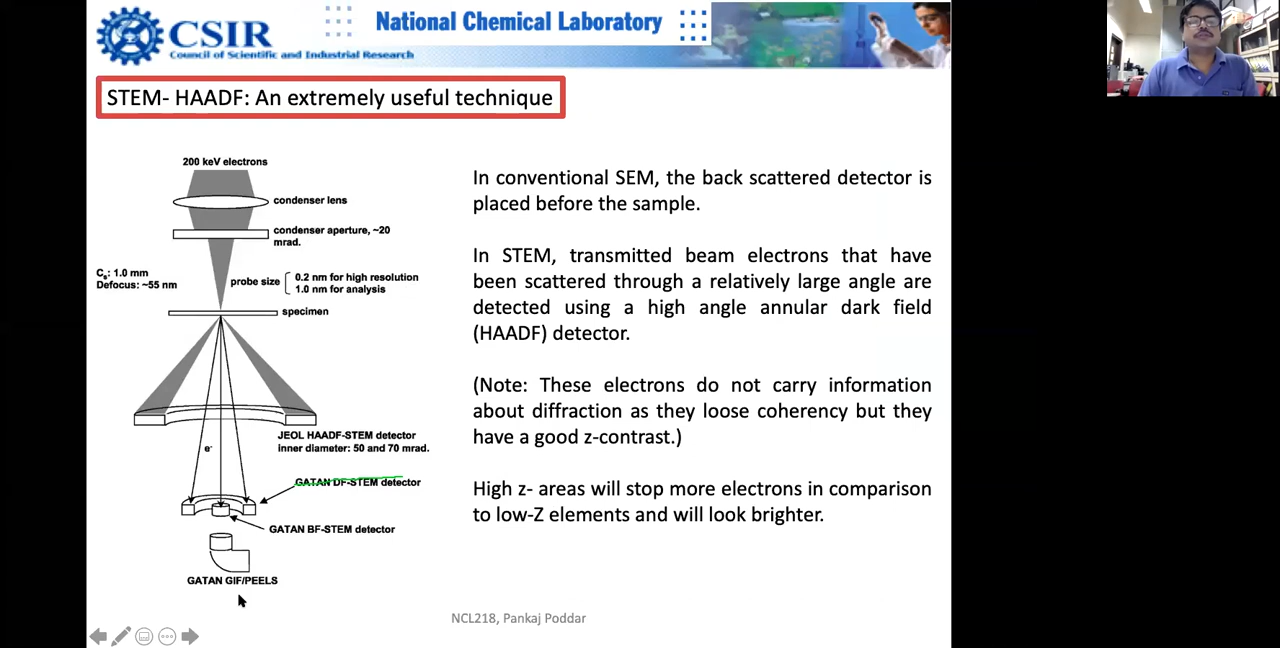 CSIR
Council of Scientific and Industrial Research
National Chemical Laboratory
STEM- HAADF: An extremely useful technique
200 keV electrons
condenser lens
condenser aperture, ~20
mrad.
Cs: 1.0 mm
Defocus: ~55 nm
probe size
0.2 nm for high resolution
1.0 nm for analysis
specimen
JEOL HAADF-STEM detector
inner diameter: 50 and 70 mrad.
e-
GATAN DF-STEM detector
GATAN BF-STEM detector
GATAN GIF/PEELS
In conventional SEM, the back scattered detector is
placed before the sample.
In STEM, transmitted beam electrons that have
been scattered through a relatively large angle are
detected using a high angle annular dark field
(HAADF) detector.
(Note: These electrons do not carry information
about diffraction as they loose coherency but they
have a good z-contrast.)
High z- areas will stop more electrons in comparison
to low-Z elements and will look brighter.
NCL218, Pankaj Poddar